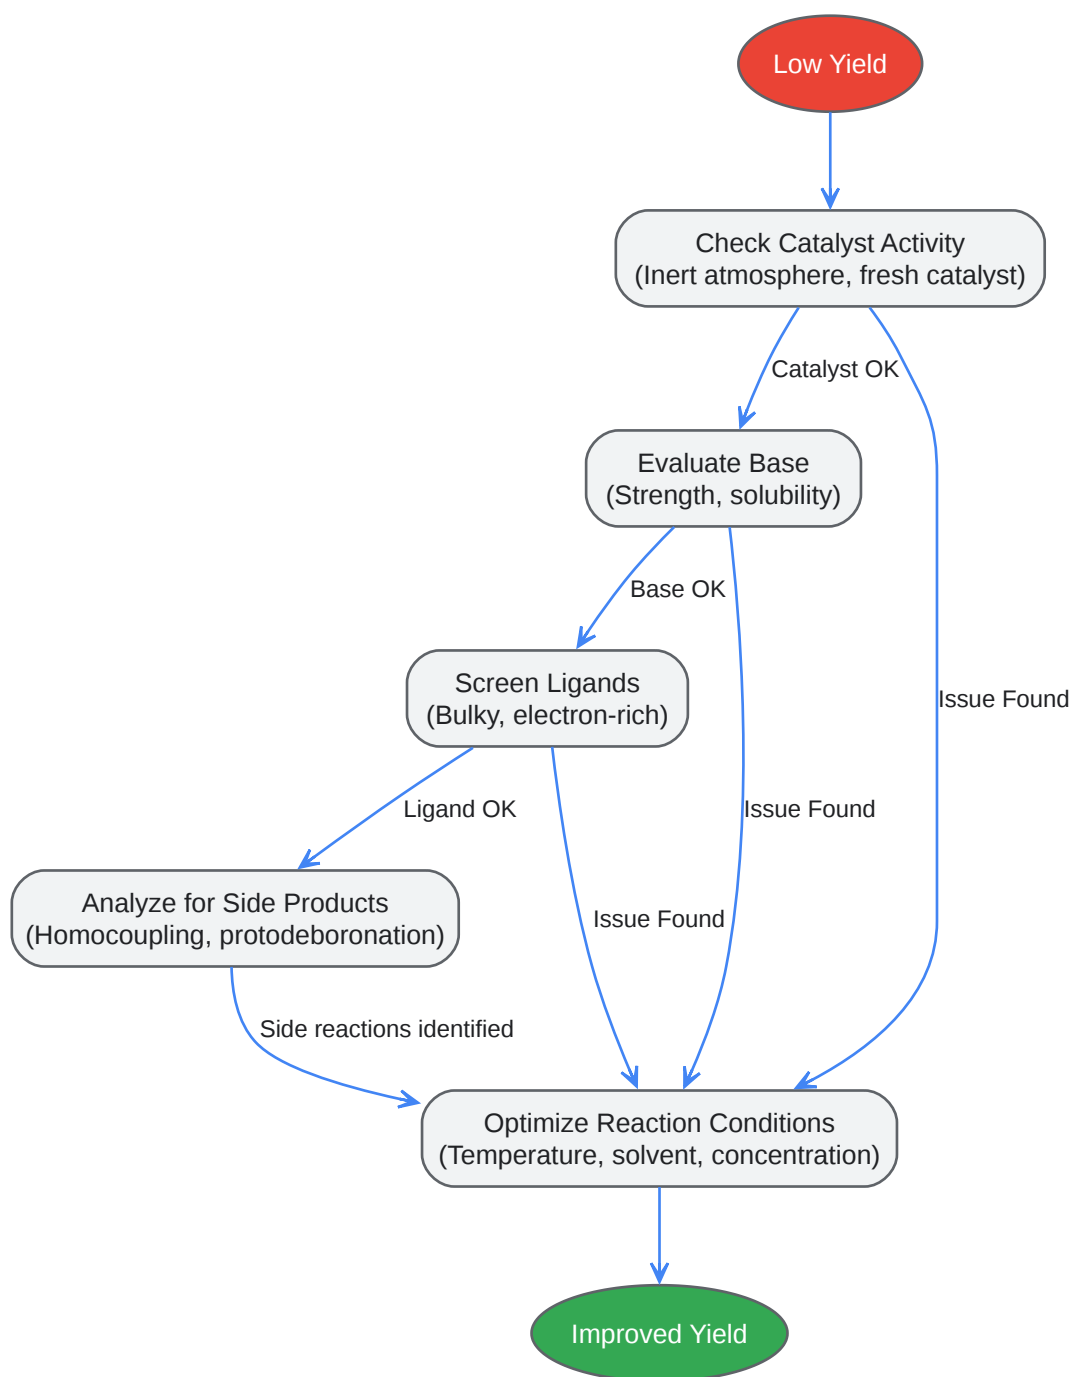 Low Yield
Check Catalyst Activity
(Inert atmosphere, fresh catalyst)
Catalyst OK
Evaluate Base
(Strength, solubility)
Base OK
Screen Ligands
(Bulky, electron-rich)
Issue Found
Ligand OK
Issue Found
Analyze for Side Products
(Homocoupling, protodeboronation)
Issue Found
Side reactions identified
Optimize Reaction Conditions
(Temperature, solvent, concentration)
Improved Yield